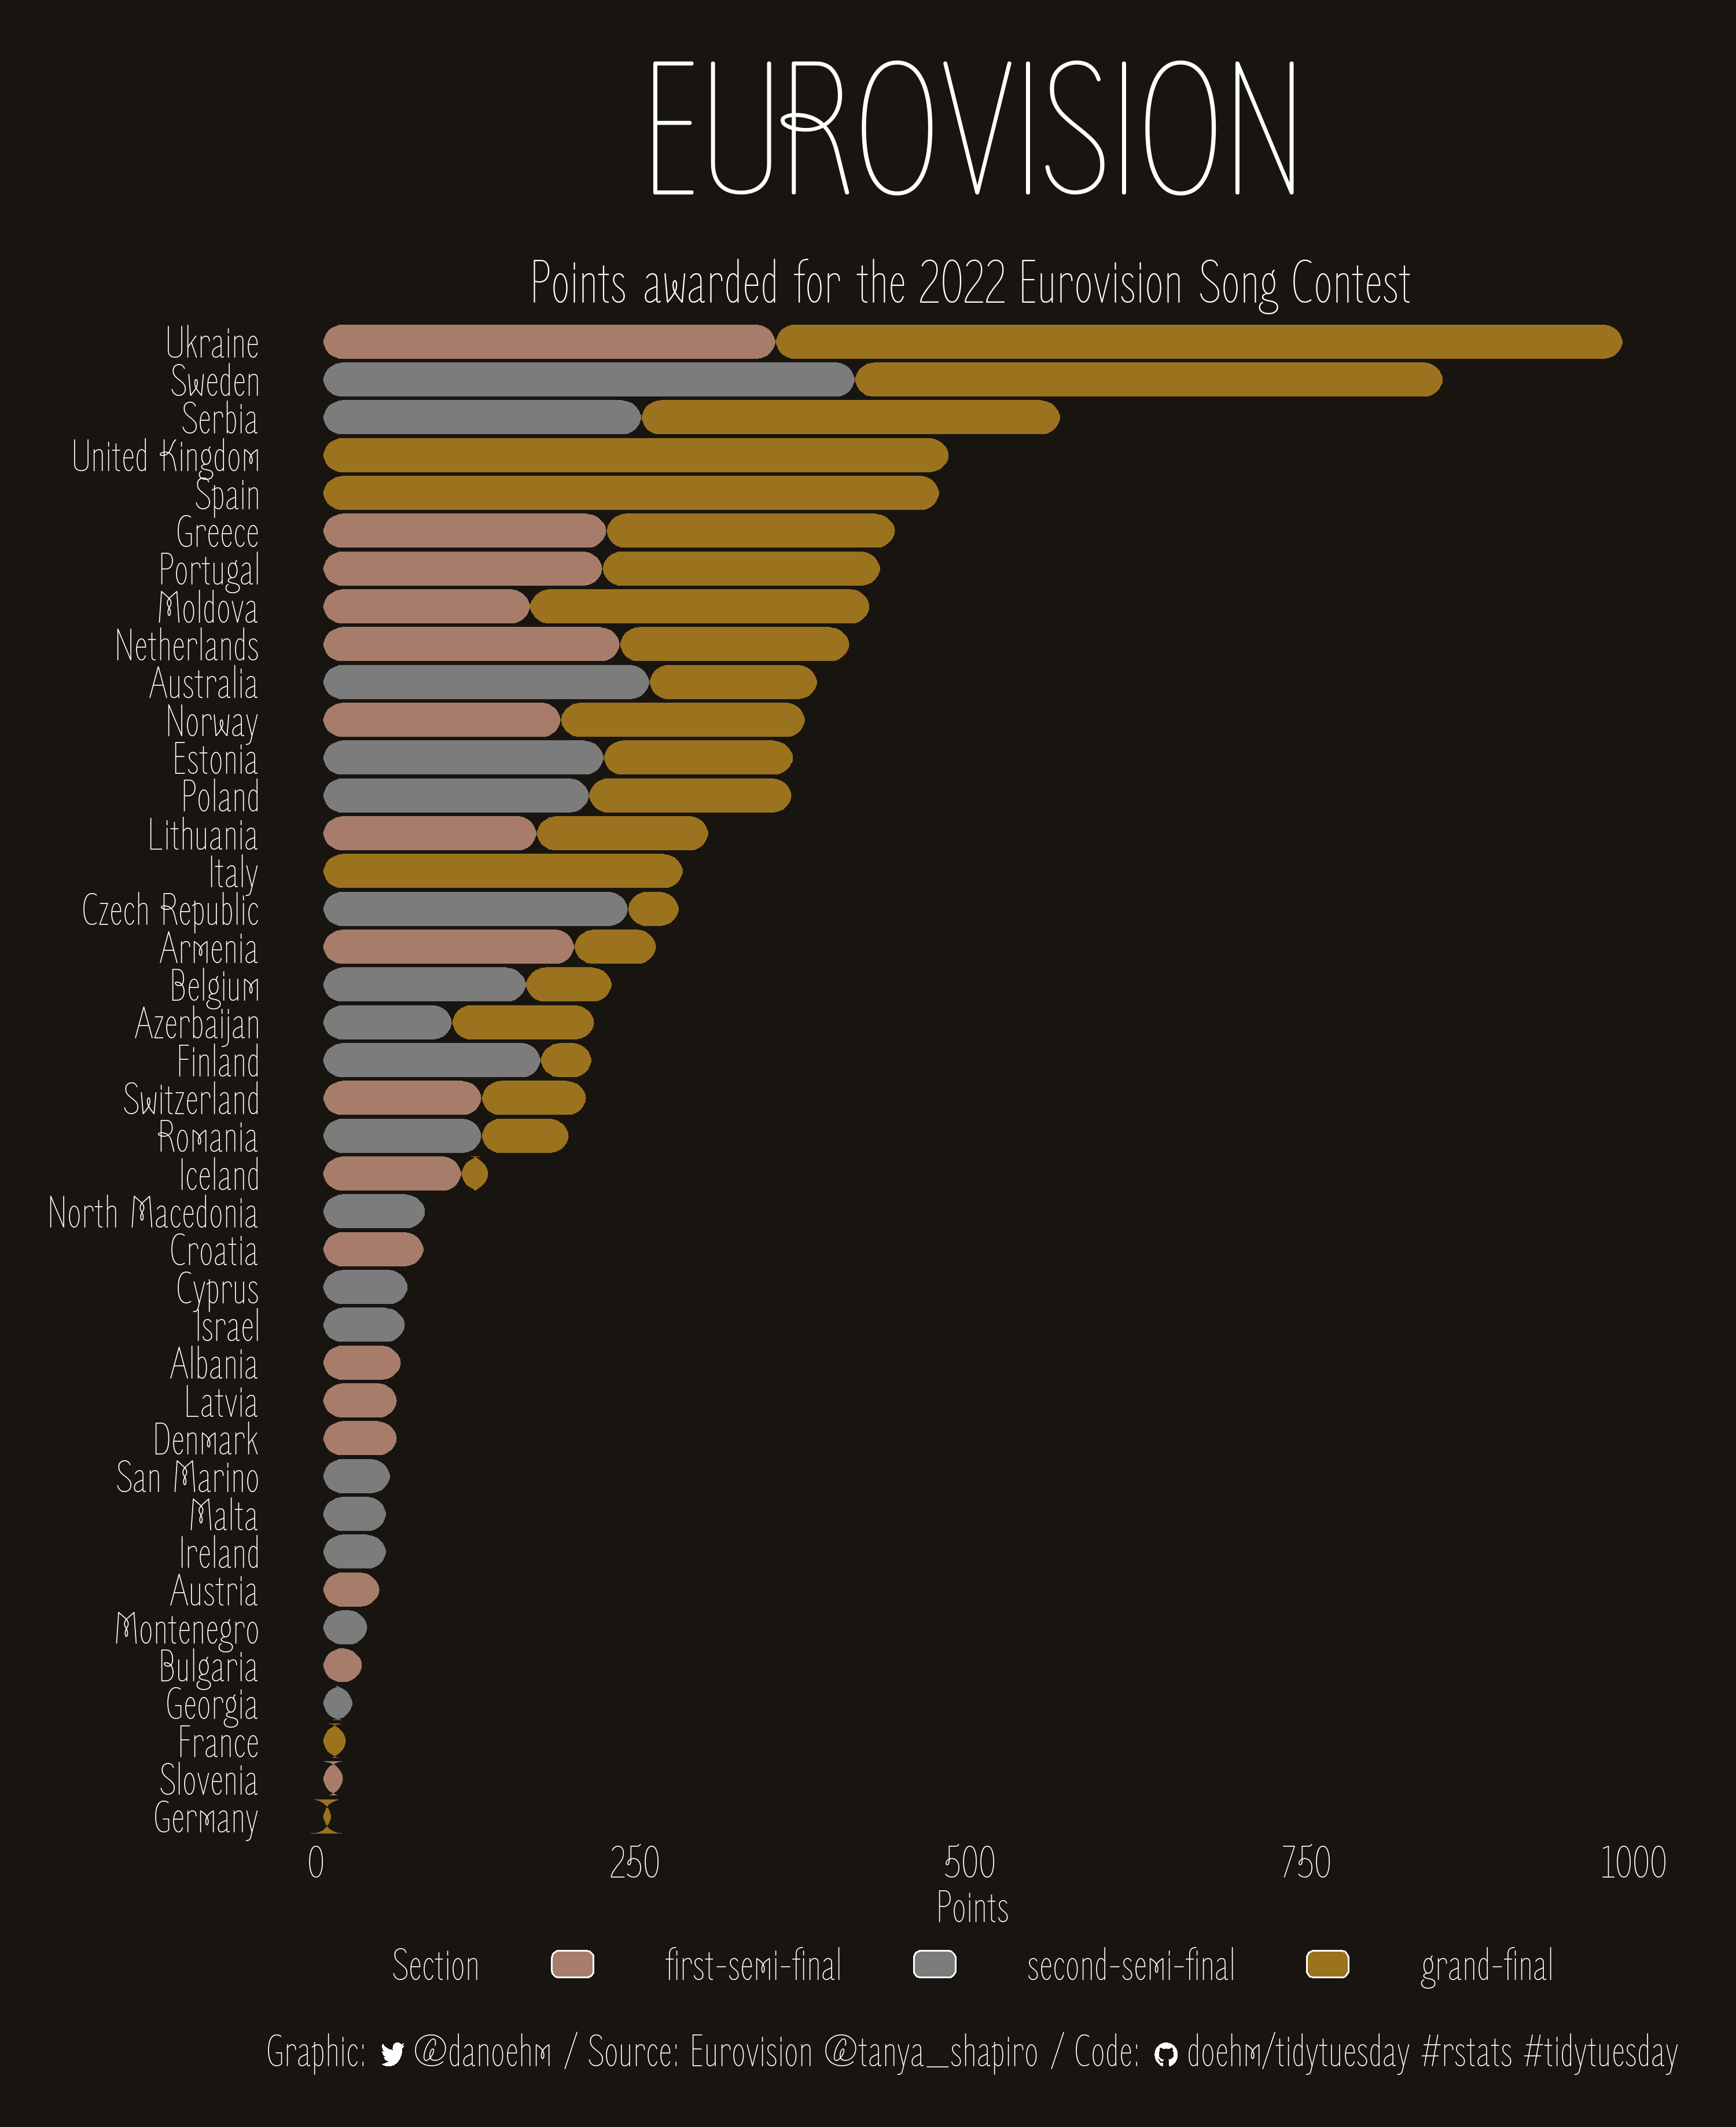 EUROVISION
Points awarded for the 2022 Eurovision Song Contest
Ukraine
Sweden
Serbia
United Kingdom
Spain
Greece
Portugal
Moldova
Netherlands
Australia
Norway
Estonia
Poland
Lithuania
Italy
Czech Republic
Armenia
Belgium
Azerbaijan
Finland
Switzerland
Romania
Iceland
North Macedonia
Croatia
Cyprus
Israel
Albania
Latvia
Denmark
San Marino
Malta
Ireland
Austria
Montenegro
Bulgaria
Georgia
France
Slovenia
Germany
0 250 500 750 1000
Points
Section first-semi-final second-semi-final grand-final
Graphic: @danoehm / Source: Eurovision @tanya_shapiro / Code: doehm/tidytuesday #rstats #tidytuesday